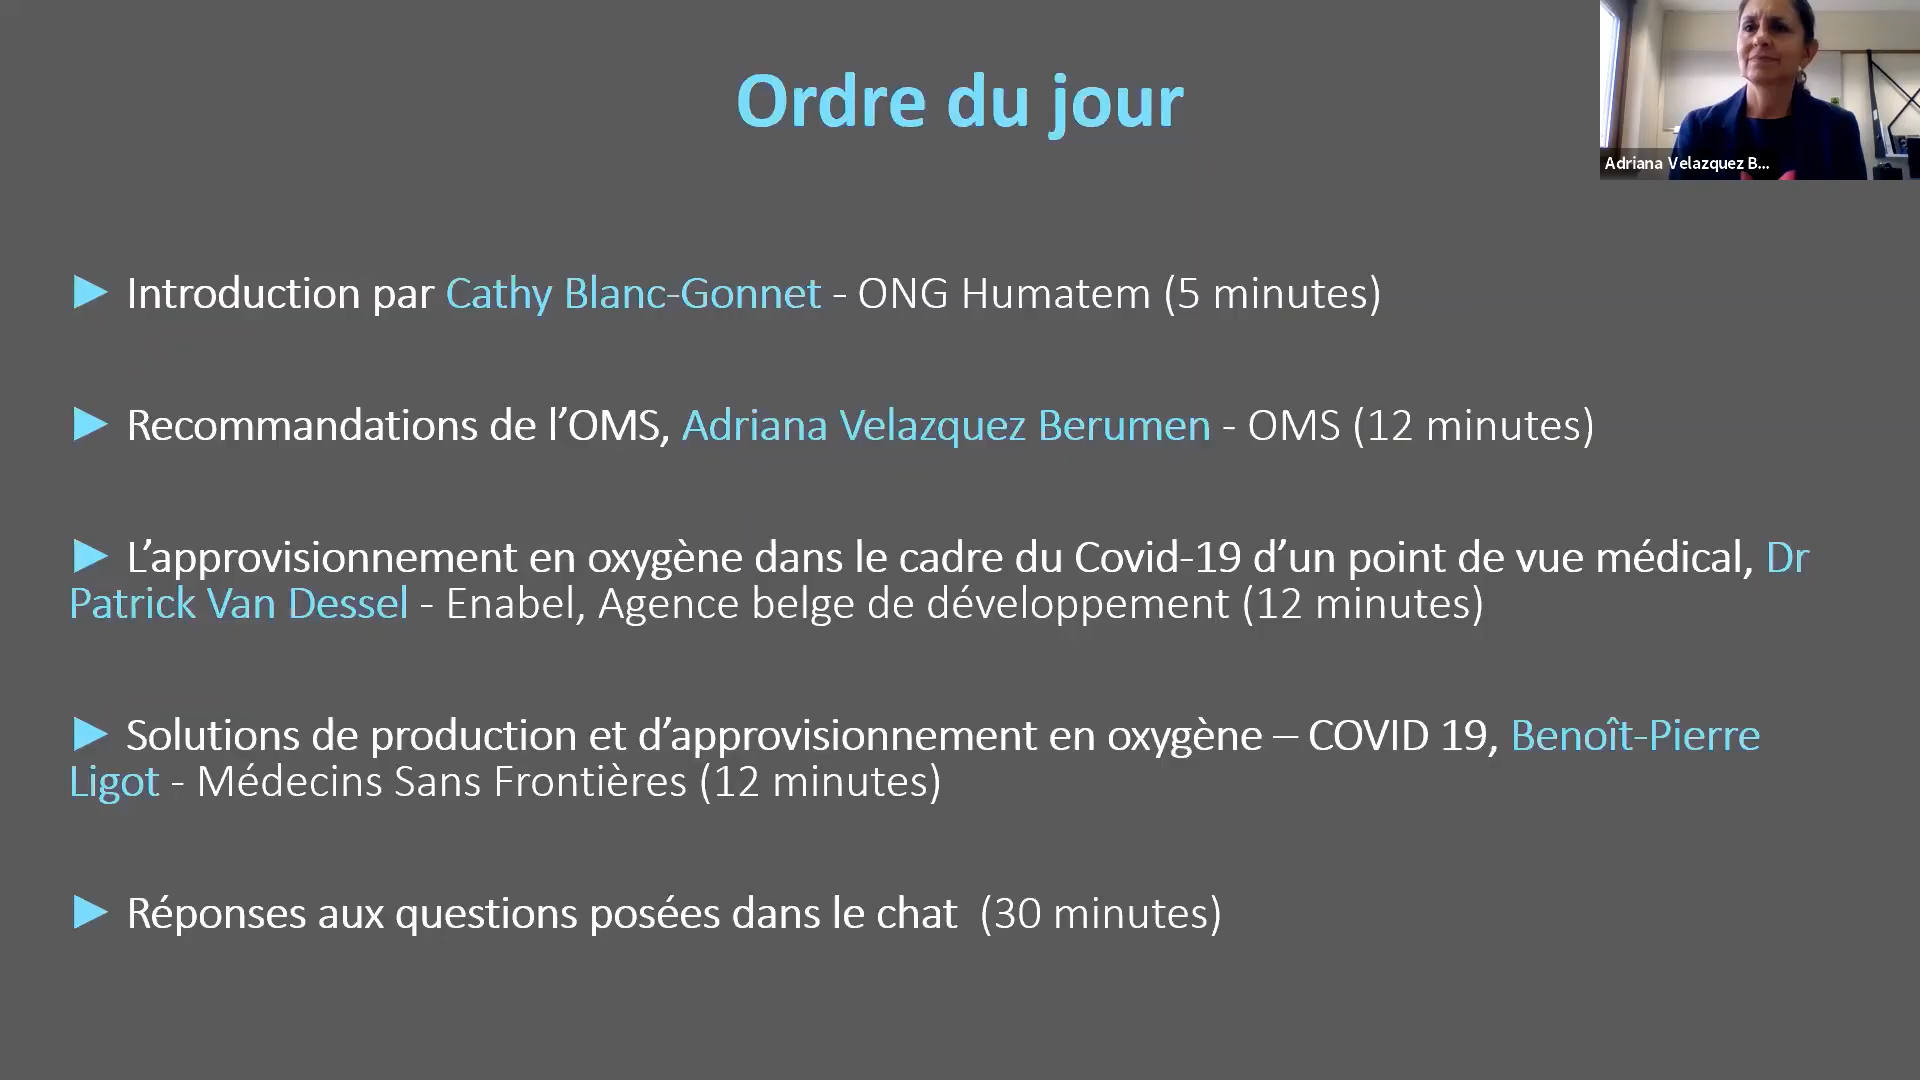 Ordre du jour
Adriana Velazquez B...
► Introduction par Cathy Blanc-Gonnet - ONG Humatem (5 minutes)
► Recommandations de l’OMS, Adriana Velazquez Berumen - OMS (12 minutes)
► L’approvisionnement en oxygène dans le cadre du Covid-19 d’un point de vue médical, Dr
Patrick Van Dessel - Enabel, Agence belge de développement (12 minutes)
► Solutions de production et d’approvisionnement en oxygène – COVID 19, Benoît-Pierre
Ligot - Médecins Sans Frontières (12 minutes)
► Réponses aux questions posées dans le chat (30 minutes)